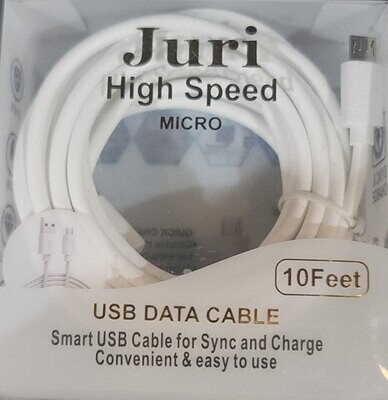 Juri
High Speed
MICRO
10Feet
USB DATA CABLE
Smart USB Cable for Sync and Charge
Convenient & easy to use